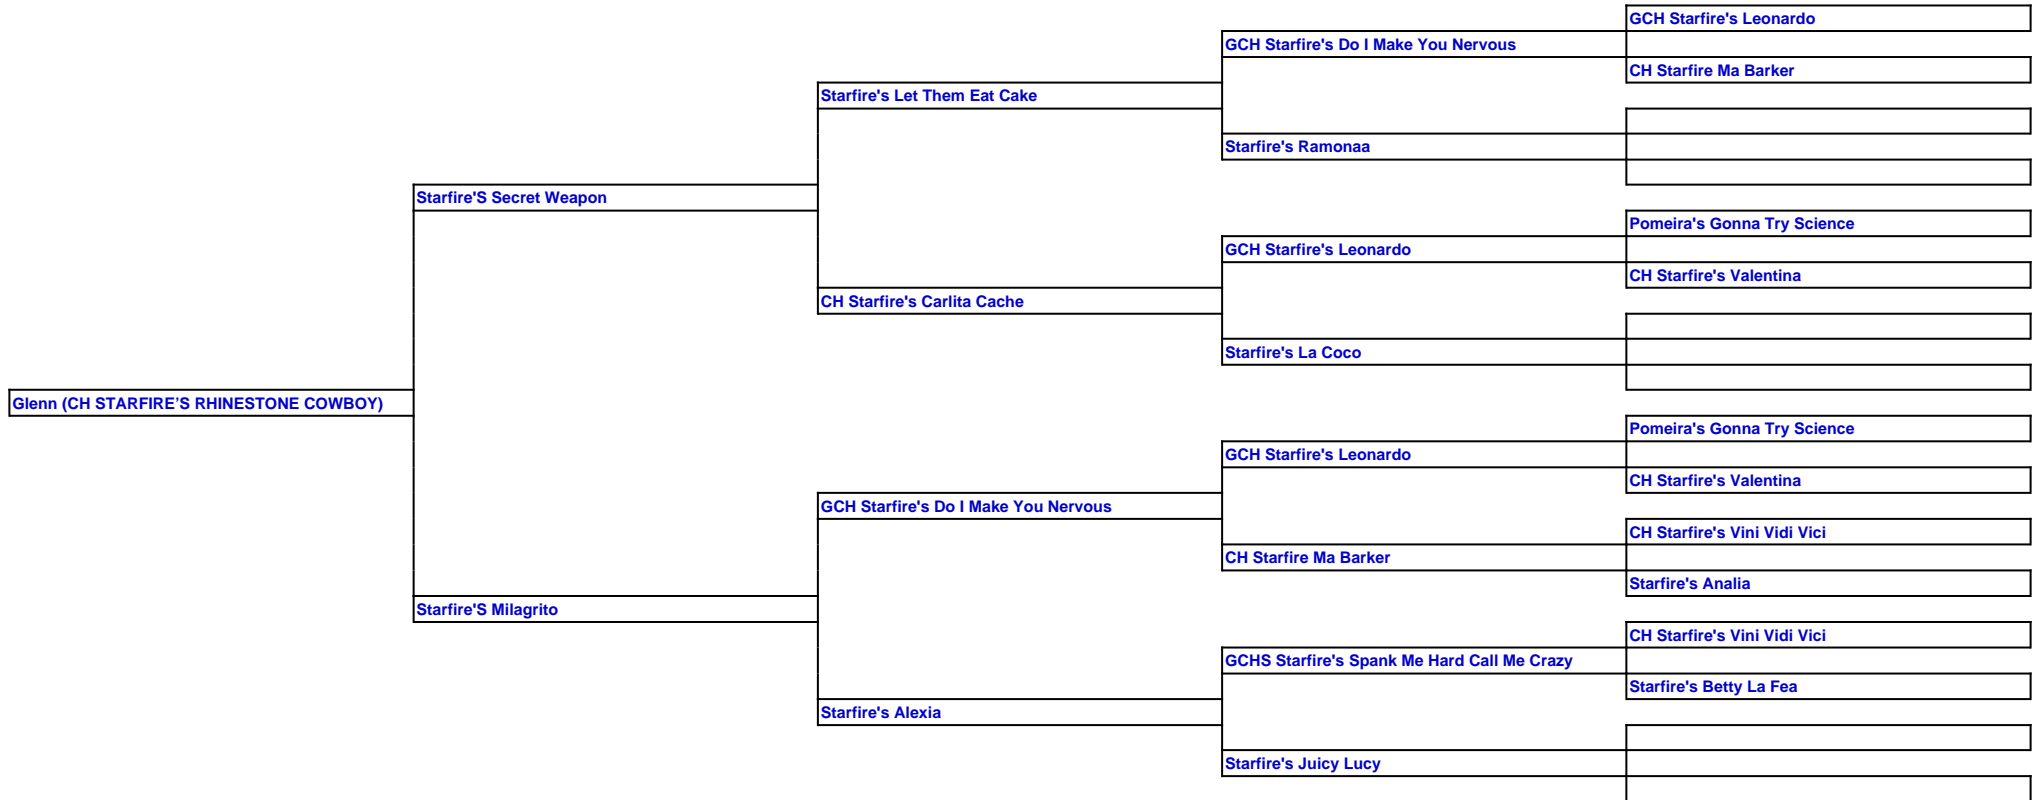 GCH Starfire's Leonardo
GCH Starfire's Do I Make You Nervous
CH Starfire Ma Barker
Starfire's Let Them Eat Cake
Starfire's Ramonaa
Starfire'S Secret Weapon
Pomeira's Gonna Try Science
GCH Starfire's Leonardo
CH Starfire's Valentina
CH Starfire's Carlita Cache
Starfire's La Coco
Glenn (CH STARFIRE’S RHINESTONE COWBOY)
Pomeira's Gonna Try Science
GCH Starfire's Leonardo
CH Starfire's Valentina
GCH Starfire's Do I Make You Nervous
CH Starfire's Vini Vidi Vici
CH Starfire Ma Barker
Starfire's Analia
Starfire'S Milagrito
CH Starfire's Vini Vidi Vici
GCHS Starfire's Spank Me Hard Call Me Crazy
Starfire's Betty La Fea
Starfire's Alexia
Starfire's Juicy Lucy